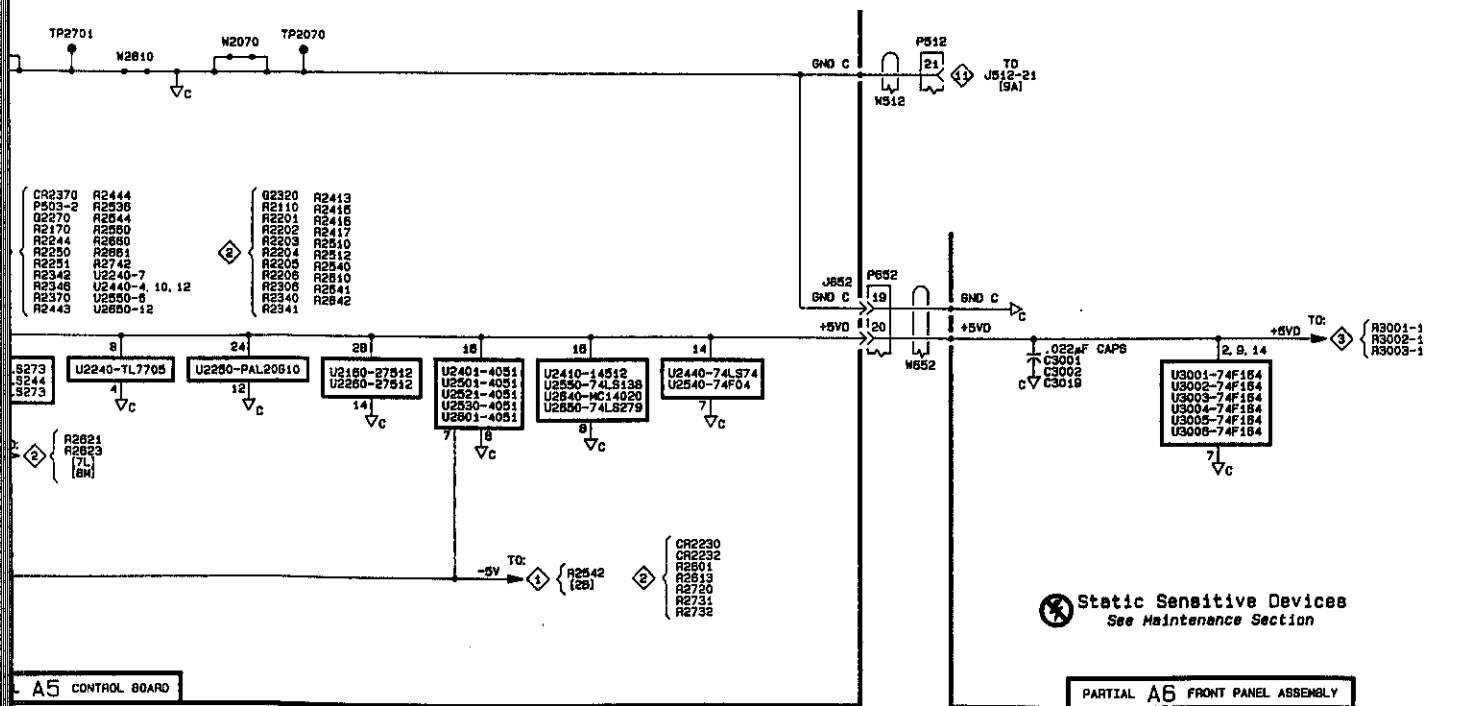 TP2701
W2810
W2070
TP2070
C
GND C
W512
P512
21
11
TO
J512-21
[9A]
CR2370 R2444
P503-2 R2536
Q2270 R2544
R2170 R2560
R2244 R2660
R2250 R2661
R2251 R2742
R2342 U2240-7
R2346 U2440-4, 10, 12
R2370 U2550-6
R2443 U2650-12
2
Q2320 R2413
R2110 R2415
R2201 R2416
R2202 R2417
R2203 R2510
R2204 R2512
R2205 R2540
R2206 R2610
R2306 R2641
R2340 R2642
R2341
J652
P652
GND C
19
GND C
C
+5VD
20
+5VD
W652
.022µF CAPS
C3001
C3002
C3019
C
+5VD
TO:
3
R3001-1
R3002-1
R3003-1
LS273
LS244
LS273
8
U2240-TL7705
4
C
24
U2250-PAL20G10
12
C
28
U2160-27512
U2260-27512
14
C
16
U2401-4051
U2501-4051
U2521-4051
U2530-4051
U2601-4051
7
8
C
16
U2410-14512
U2550-74LS138
U2640-MC14020
U2650-74LS279
8
C
14
U2440-74LS74
U2540-74F04
7
C
2, 9, 14
U3001-74F164
U3002-74F164
U3003-74F164
U3004-74F164
U3005-74F164
U3006-74F164
7
C
2
R2621
R2623
[7L]
[8M]
-5V
TO:
1
R2542
[2B]
2
CR2230
CR2232
R2601
R2613
R2720
R2731
R2732
Static Sensitive Devices
See Maintenance Section
L A5 CONTROL BOARD
PARTIAL A6 FRONT PANEL ASSEMBLY